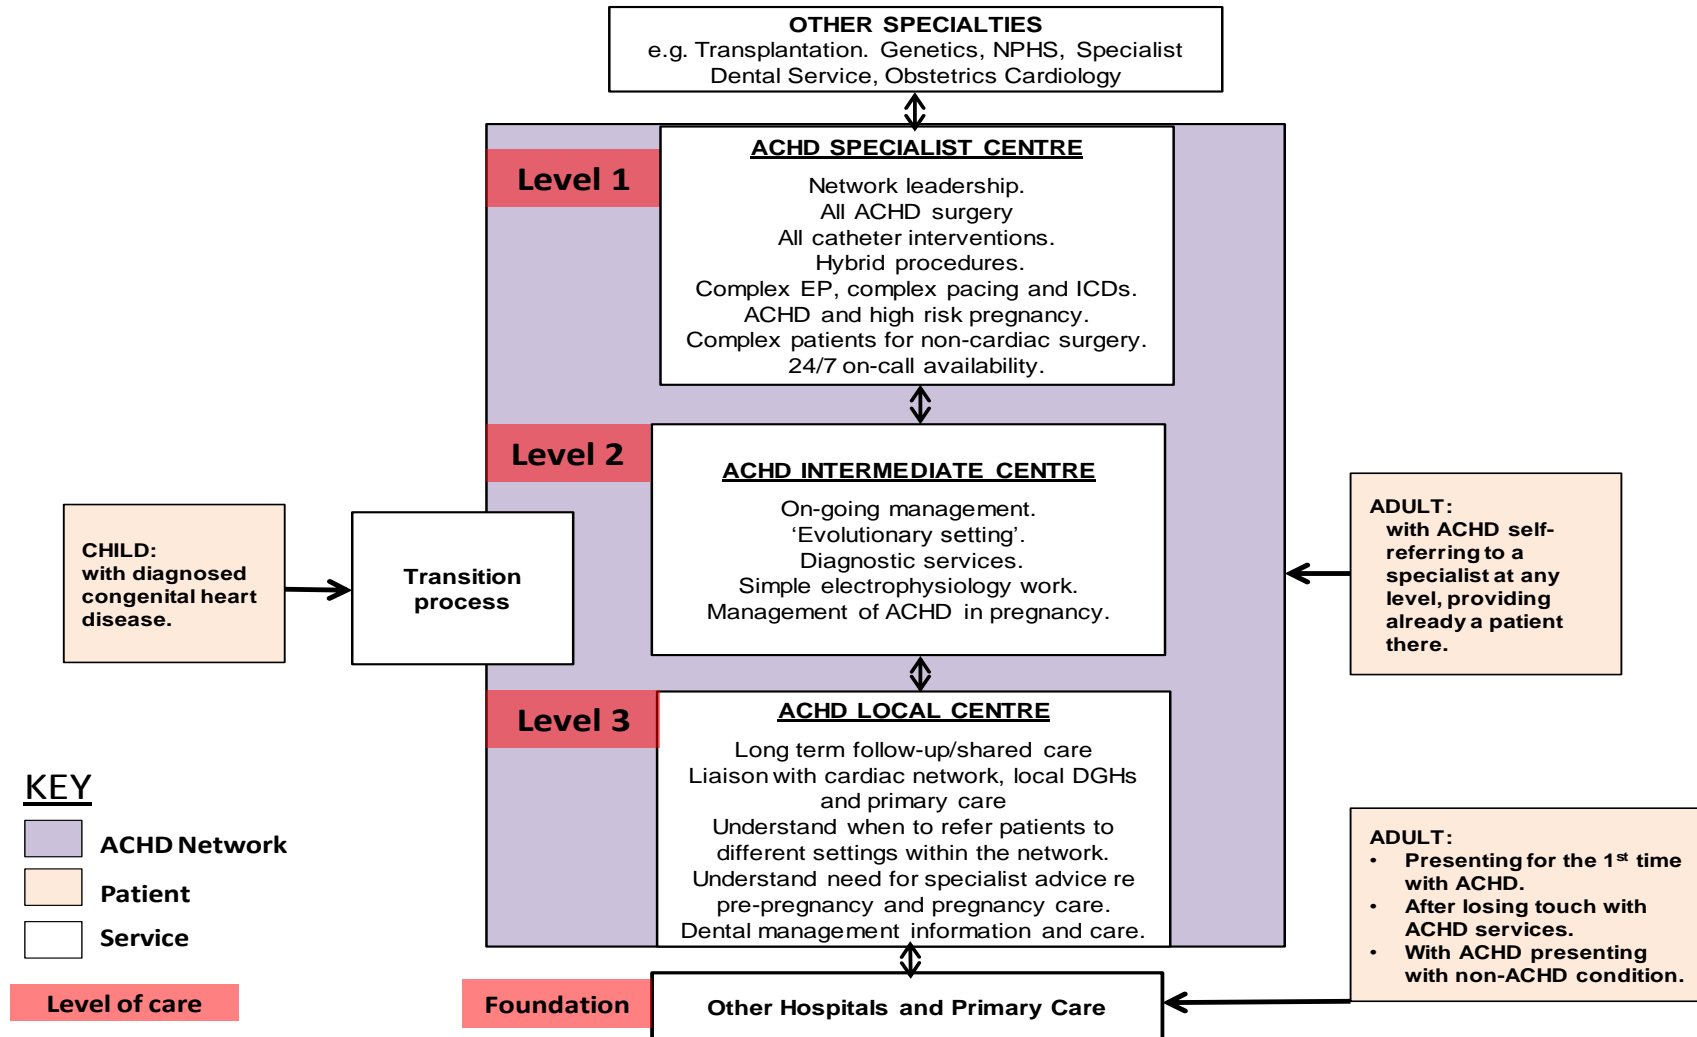 OTHER SPECIALTIES
e.g. Transplantation. Genetics, NPHS, Specialist
Dental Service, Obstetrics Cardiology
Level 1
ACHD SPECIALIST CENTRE
Network leadership.
All ACHD surgery
All catheter interventions.
Hybrid procedures.
Complex EP, complex pacing and ICDs.
ACHD and high risk pregnancy.
Complex patients for non-cardiac surgery.
24/7 on-call availability.
Level 2
ACHD INTERMEDIATE CENTRE
On-going management.
‘Evolutionary setting’.
Diagnostic services.
Simple electrophysiology work.
Management of ACHD in pregnancy.
CHILD:
with diagnosed
congenital heart
disease.
Transition
process
ADULT:
with ACHD self-
referring to a
specialist at any
level, providing
already a patient
there.
Level 3
ACHD LOCAL CENTRE
Long term follow-up/shared care
Liaison with cardiac network, local DGHs
and primary care
Understand when to refer patients to
different settings within the network.
Understand need for specialist advice re
pre-pregnancy and pregnancy care.
Dental management information and care.
KEY
ACHD Network
Patient
Service
Level of care
ADULT:
• Presenting for the 1st time
with ACHD.
• After losing touch with
ACHD services.
• With ACHD presenting
with non-ACHD condition.
Foundation
Other Hospitals and Primary Care